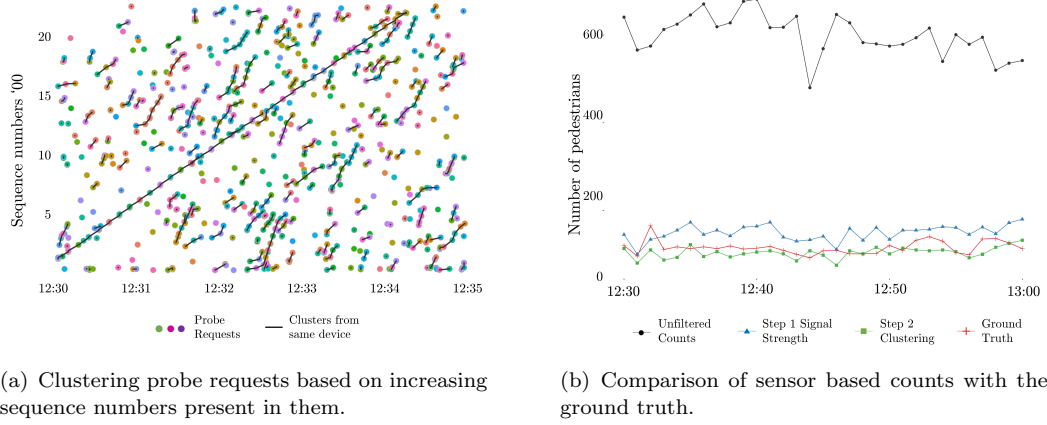 Sequence numbers '00
20
15
10
5
12:30 12:31 12:32 12:33 12:34 12:35
Probe
Requests
Clusters from
same device
(a) Clustering probe requests based on increasing
sequence numbers present in them.
Number of pedestrians
600
400
200
0
12:30 12:40 12:50 13:00
Unfiltered
Counts
Step 1 Signal
Strength
Step 2
Clustering
Ground
Truth
(b) Comparison of sensor based counts with the
ground truth.